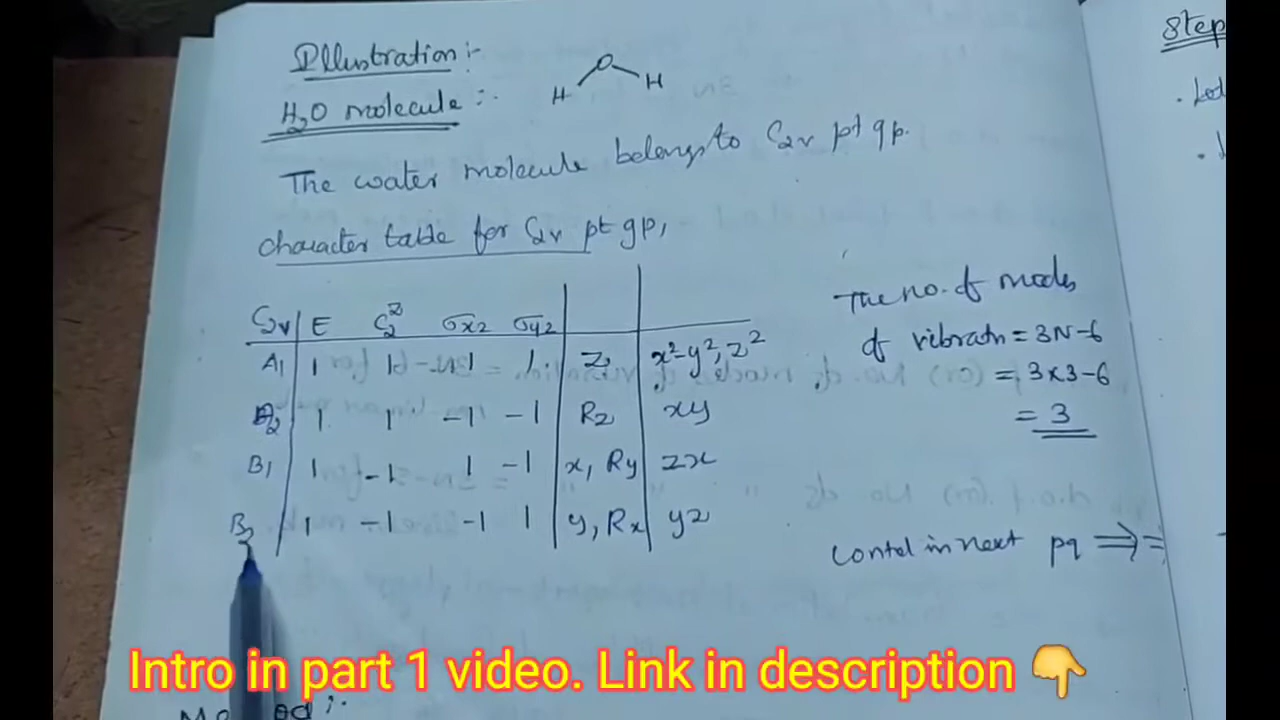 Illustration :-
H₂O molecule :-
O
H H
The water molecule belongs to C₂ᵥ pt gp.
Character table for C₂ᵥ pt gp,
C₂ᵥ E C₂ᶻ σxz σyz
A₁ 1 1 1 1 z, x²-y², z²
A₂ 1 1 -1 -1 Rz xy
B₁ 1 -1 1 -1 x, Ry zx
B₂ 1 -1 -1 1 y, Rx yz
The no. of modes
of vibratn = 3N-6
= 3x3-6
= 3
contd in next pg ⇒
Step
Intro in part 1 video. Link in description 👇